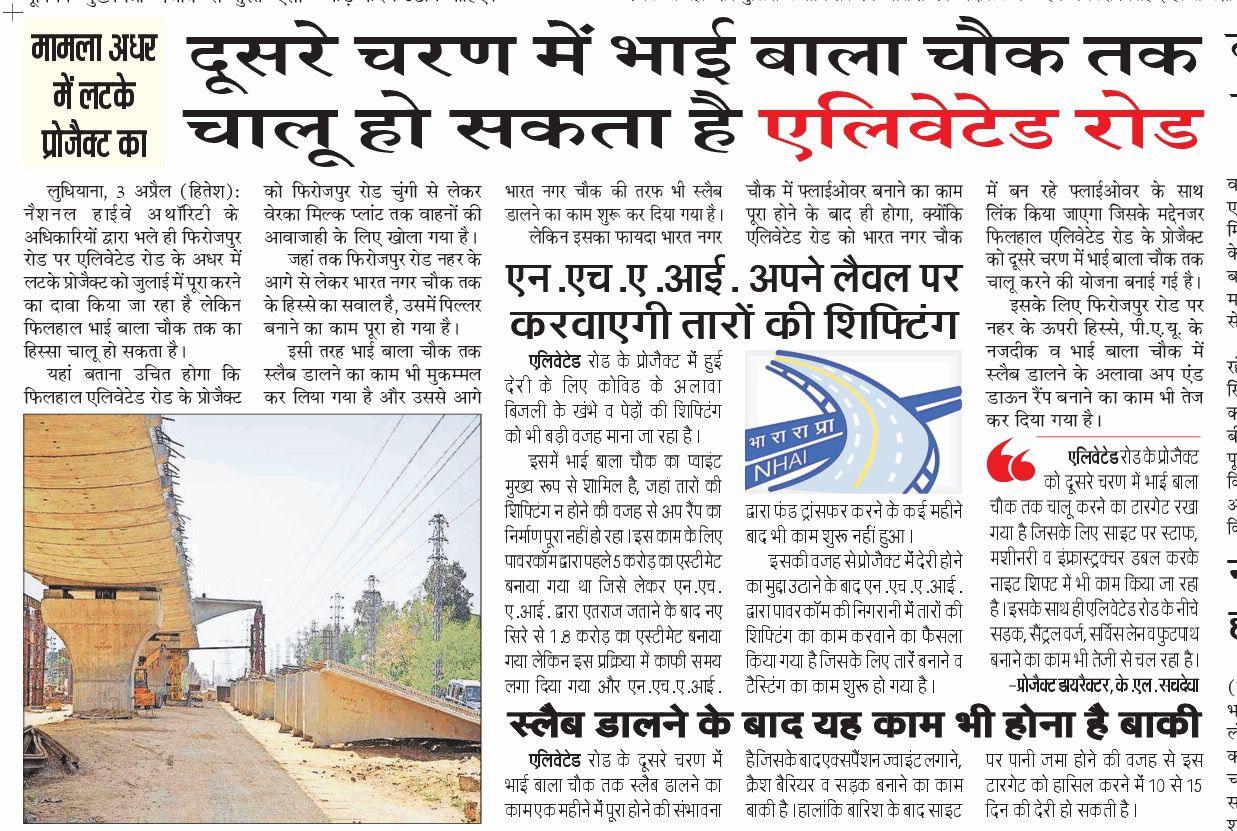 मामला अधर
में लटके
प्रोजैक्ट का
दूसरे चरण में भाई बाला चौक तक
चालू हो सकता है एलिवेटेड रोड
लुधियाना, 3 अप्रैल (हितेश):
नैशनल हाईवे अथॉरिटी के
अधिकारियों द्वारा भले ही फिरोजपुर
रोड पर एलिवेटेड रोड के अधर में
लटके प्रोजैक्ट को जुलाई में पूरा करने
का दावा किया जा रहा है लेकिन
फिलहाल भाई बाला चौक तक का
हिस्सा चालू हो सकता है।
यहां बताना उचित होगा कि
फिलहाल एलिवेटेड रोड के प्रोजैक्ट
को फिरोजपुर रोड चुंगी से लेकर
वेरका मिल्क प्लांट तक वाहनों की
आवाजाही के लिए खोला गया है।
जहां तक फिरोजपुर रोड नहर के
आगे से लेकर भारत नगर चौक तक
के हिस्से का सवाल है, उसमें पिल्लर
बनाने का काम पूरा हो गया है।
इसी तरह भाई बाला चौक तक
स्लैब डालने का काम भी मुकम्मल
कर लिया गया है और उससे आगे
भारत नगर चौक की तरफ भी स्लैब
डालने का काम शुरू कर दिया गया है।
लेकिन इसका फायदा भारत नगर
चौक में फ्लाईओवर बनाने का काम
पूरा होने के बाद ही होगा, क्योंकि
एलिवेटेड रोड को भारत नगर चौक
में बन रहे फ्लाईओवर के साथ
लिंक किया जाएगा जिसके मद्देनजर
फिलहाल एलिवेटेड रोड के प्रोजैक्ट
को दूसरे चरण में भाई बाला चौक तक
चालू करने की योजना बनाई गई है।
इसके लिए फिरोजपुर रोड पर
नहर के ऊपरी हिस्से, पी.ए.यू. के
नजदीक व भाई बाला चौक में
स्लैब डालने के अलावा अप एंड
डाऊन रैंप बनाने का काम भी तेज
कर दिया गया है।
एन.एच.ए.आई. अपने लैवल पर
करवाएगी तारों की शिफ्टिंग
एलिवेटेड रोड के प्रोजैक्ट में हुई
देरी के लिए कोविड के अलावा
बिजली के खंभे व पेड़ों की शिफ्टिंग
को भी बड़ी वजह माना जा रहा है।
इसमें भाई बाला चौक का प्वाइंट
मुख्य रूप से शामिल है, जहां तारों की
शिफ्टिंग न होने की वजह से अप रैंप का
निर्माण पूरा नहीं हो रहा। इस काम के लिए
पावरकॉम द्वारा पहले 5 करोड़ का एस्टीमेट
बनाया गया था जिसे लेकर एन.एच.
ए.आई. द्वारा एतराज जताने के बाद नए
सिरे से 1.8 करोड़ का एस्टीमेट बनाया
गया लेकिन इस प्रक्रिया में काफी समय
लगा दिया गया और एन.एच.ए.आई.
भा रा रा प्रा
NHAI
द्वारा फंड ट्रांसफर करने के कई महीने
बाद भी काम शुरू नहीं हुआ।
इसकी वजह से प्रोजैक्ट में देरी होने
का मुद्दा उठाने के बाद एन.एच.ए.आई.
द्वारा पावर कॉम की निगरानी में तारों की
शिफ्टिंग का काम करवाने का फैसला
किया गया है जिसके लिए तारें बनाने व
टैस्टिंग का काम शुरू हो गया है।
एलिवेटेड रोड के प्रोजैक्ट
को दूसरे चरण में भाई बाला
चौक तक चालू करने का टारगेट रखा
गया है जिसके लिए साइट पर स्टाफ,
मशीनरी व इंफ्रास्ट्रक्चर डबल करके
नाइट शिफ्ट में भी काम किया जा रहा
है। इसके साथ ही एलिवेटेड रोड के नीचे
सड़क, सैंट्रल वर्ज, सर्विस लेन व फुटपाथ
बनाने का काम भी तेजी से चल रहा है।
-प्रोजैक्ट डायरैक्टर, के.एल. सचदेवा
स्लैब डालने के बाद यह काम भी होना है बाकी
एलिवेटेड रोड के दूसरे चरण में
भाई बाला चौक तक स्लैब डालने का
काम एक महीने में पूरा होने की संभावना
है जिसके बाद एक्सपैंशन ज्वाइंट लगाने,
क्रैश बैरियर व सड़क बनाने का काम
बाकी है। हालांकि बारिश के बाद साइट
पर पानी जमा होने की वजह से इस
टारगेट को हासिल करने में 10 से 15
दिन की देरी हो सकती है।